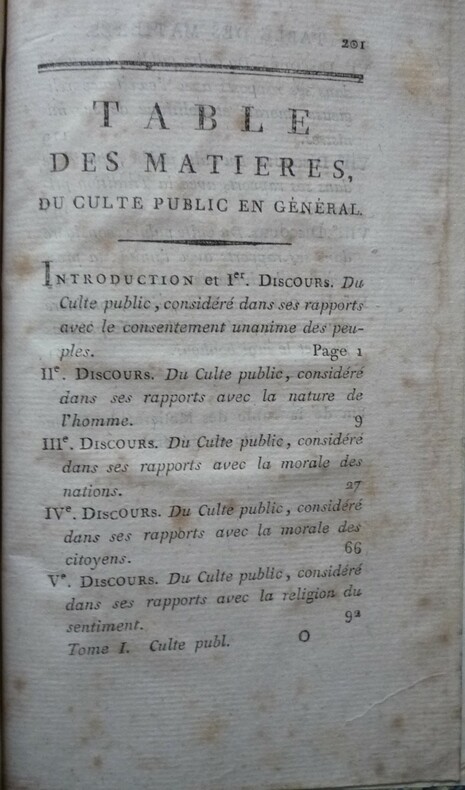 201
TABLE
DES MATIERES,
DU CULTE PUBLIC EN GÉNÉRAL.
INTRODUCTION et Ier. DISCOURS. Du
Culte public, considéré dans ses rapports
avec le consentement unanime des peu-
ples. Page 1
IIe. DISCOURS. Du Culte public, considéré
dans ses rapports avec la nature de
l'homme. 9
IIIe. DISCOURS. Du Culte public, considéré
dans ses rapports avec la morale des
nations. 27
IVe. DISCOURS. Du Culte public, considéré
dans ses rapports avec la morale des
citoyens. 66
Ve. DISCOURS. Du Culte public, considéré
dans ses rapports avec la religion du
sentiment. 92
Tome I. Culte publ. O